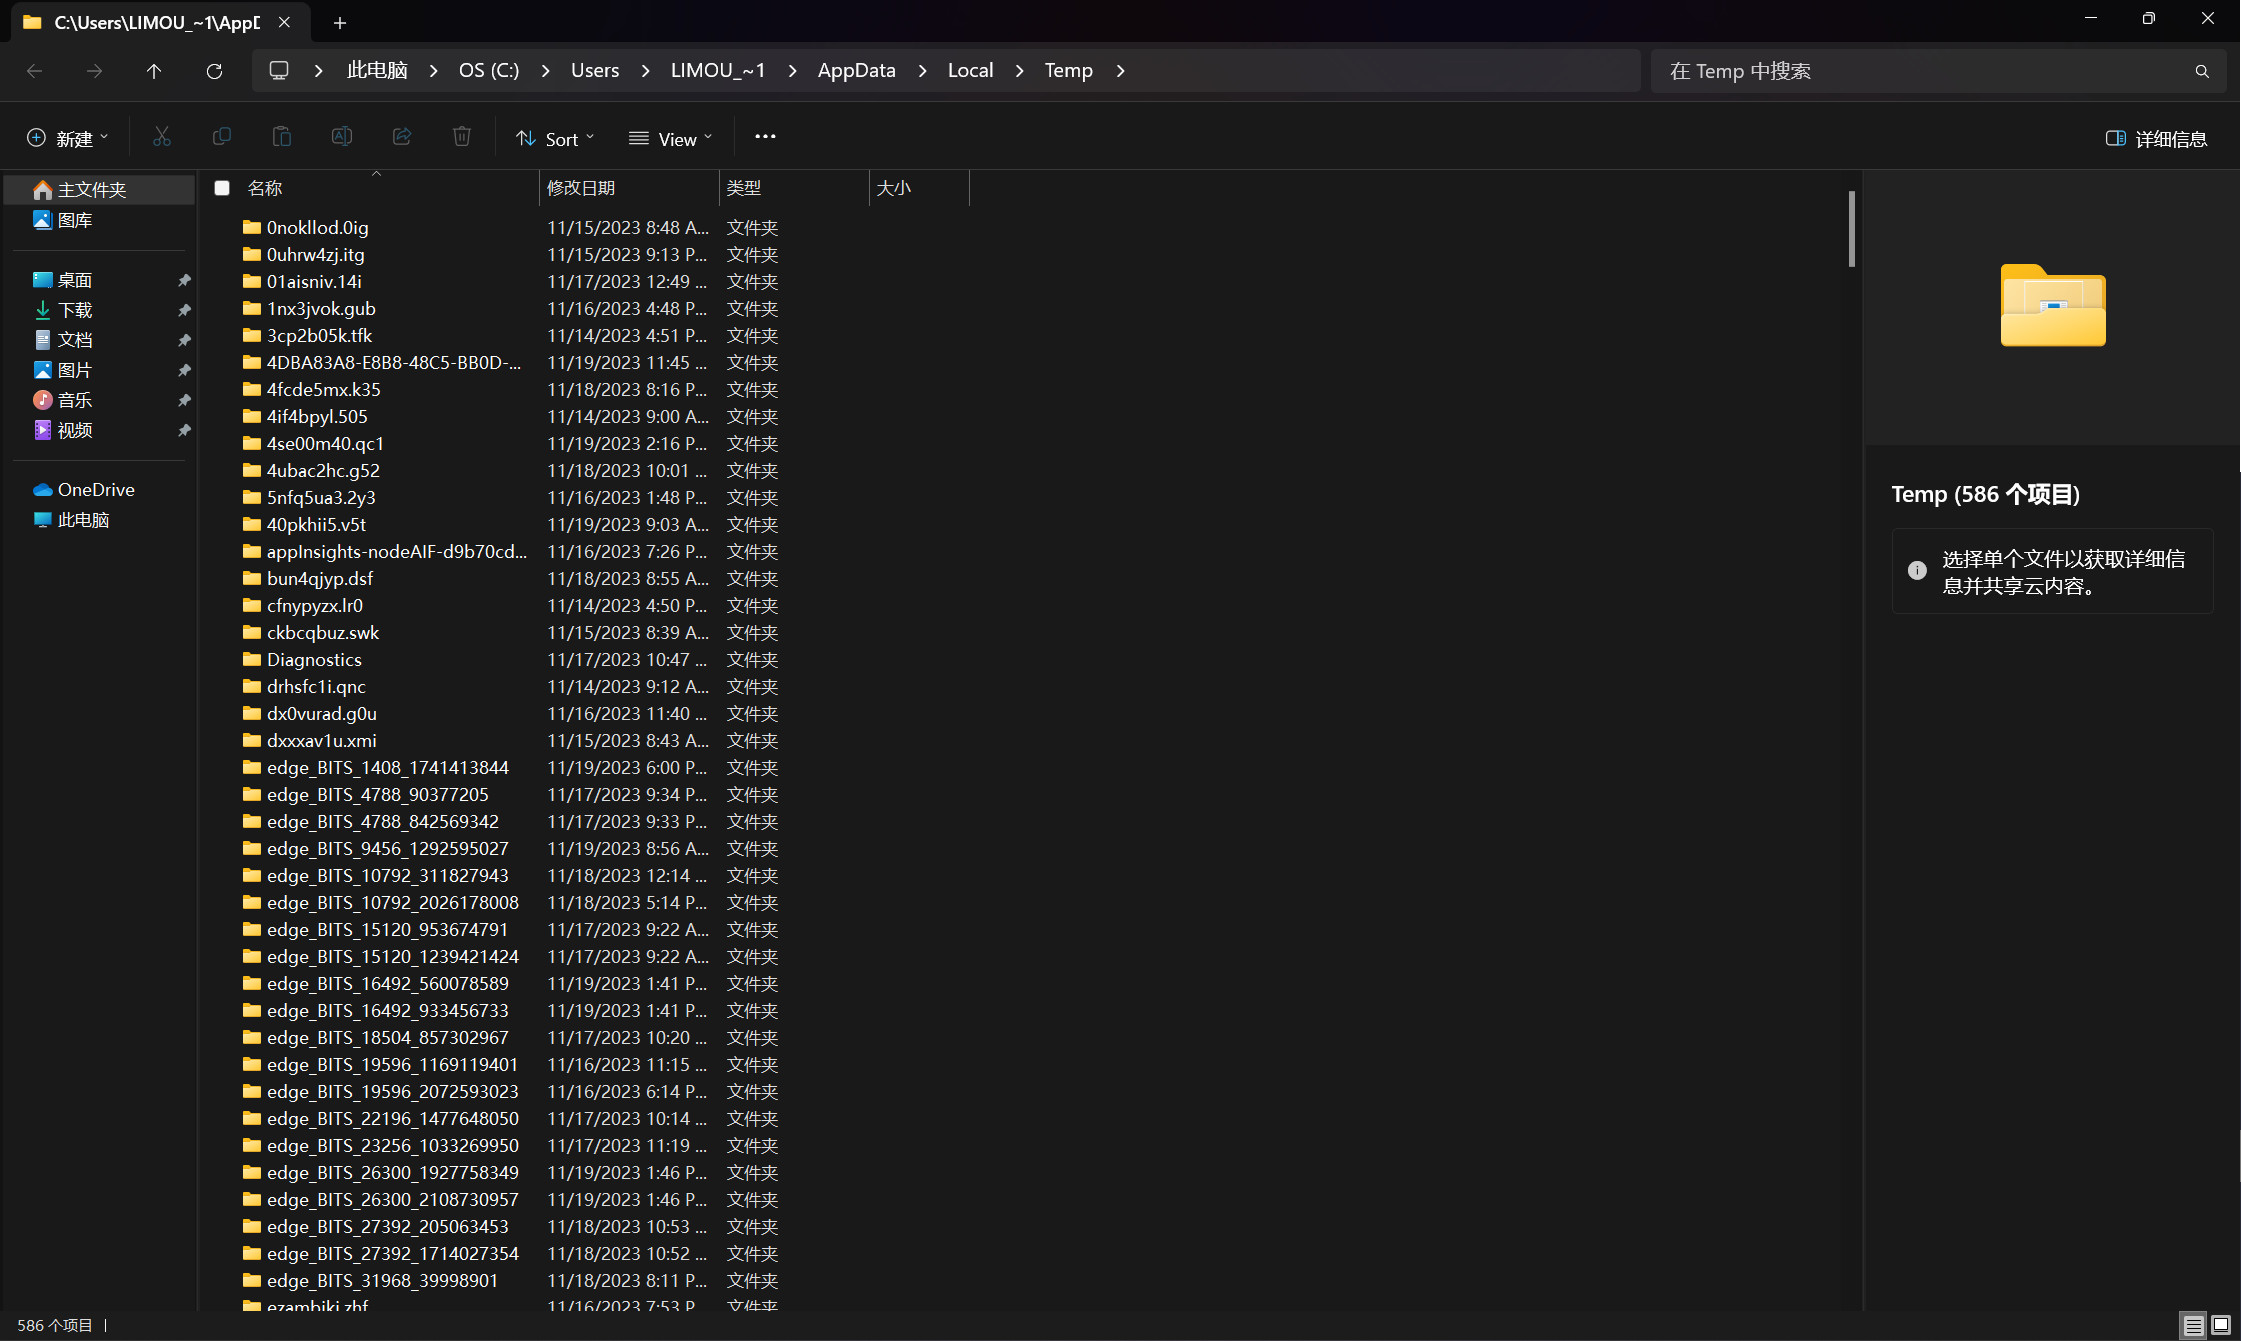 C:\Users\LIMOU_~1\AppD
此电脑 OS (C:) Users LIMOU_~1 AppData Local Temp
在 Temp 中搜索
新建 Sort View 详细信息
主文件夹
图库
桌面
下载
文档
图片
音乐
视频
OneDrive
此电脑
名称 修改日期 类型 大小
0nokllod.0ig 11/15/2023 8:48 A... 文件夹
0uhrw4zj.itg 11/15/2023 9:13 P... 文件夹
01aisniv.14i 11/17/2023 12:49 ... 文件夹
1nx3jvok.gub 11/16/2023 4:48 P... 文件夹
3cp2b05k.tfk 11/14/2023 4:51 P... 文件夹
4DBA83A8-E8B8-48C5-BB0D-... 11/19/2023 11:45 ... 文件夹
4fcde5mx.k35 11/18/2023 8:16 P... 文件夹
4if4bpyl.505 11/14/2023 9:00 A... 文件夹
4se00m40.qc1 11/19/2023 2:16 P... 文件夹
4ubac2hc.g52 11/18/2023 10:01 ... 文件夹
5nfq5ua3.2y3 11/16/2023 1:48 P... 文件夹
40pkhii5.v5t 11/19/2023 9:03 A... 文件夹
appInsights-nodeAIF-d9b70cd... 11/16/2023 7:26 P... 文件夹
bun4qjyp.dsf 11/18/2023 8:55 A... 文件夹
cfnypyzx.lr0 11/14/2023 4:50 P... 文件夹
ckbcqbuz.swk 11/15/2023 8:39 A... 文件夹
Diagnostics 11/17/2023 10:47 ... 文件夹
drhsfc1i.qnc 11/14/2023 9:12 A... 文件夹
dx0vurad.g0u 11/16/2023 11:40 ... 文件夹
dxxxav1u.xmi 11/15/2023 8:43 A... 文件夹
edge_BITS_1408_1741413844 11/19/2023 6:00 P... 文件夹
edge_BITS_4788_90377205 11/17/2023 9:34 P... 文件夹
edge_BITS_4788_842569342 11/17/2023 9:33 P... 文件夹
edge_BITS_9456_1292595027 11/19/2023 8:56 A... 文件夹
edge_BITS_10792_311827943 11/18/2023 12:14 ... 文件夹
edge_BITS_10792_2026178008 11/18/2023 5:14 P... 文件夹
edge_BITS_15120_953674791 11/17/2023 9:22 A... 文件夹
edge_BITS_15120_1239421424 11/17/2023 9:22 A... 文件夹
edge_BITS_16492_560078589 11/19/2023 1:41 P... 文件夹
edge_BITS_16492_933456733 11/19/2023 1:41 P... 文件夹
edge_BITS_18504_857302967 11/17/2023 10:20 ... 文件夹
edge_BITS_19596_1169119401 11/16/2023 11:15 ... 文件夹
edge_BITS_19596_2072593023 11/16/2023 6:14 P... 文件夹
edge_BITS_22196_1477648050 11/17/2023 10:14 ... 文件夹
edge_BITS_23256_1033269950 11/17/2023 11:19 ... 文件夹
edge_BITS_26300_1927758349 11/19/2023 1:46 P... 文件夹
edge_BITS_26300_2108730957 11/19/2023 1:46 P... 文件夹
edge_BITS_27392_205063453 11/18/2023 10:53 ... 文件夹
edge_BITS_27392_1714027354 11/18/2023 10:52 ... 文件夹
edge_BITS_31968_39998901 11/18/2023 8:11 P... 文件夹
ezambiki.zhf 11/16/2023 7:53 P... 文件夹
Temp (586 个项目)
选择单个文件以获取详细信
息并共享云内容。
586 个项目